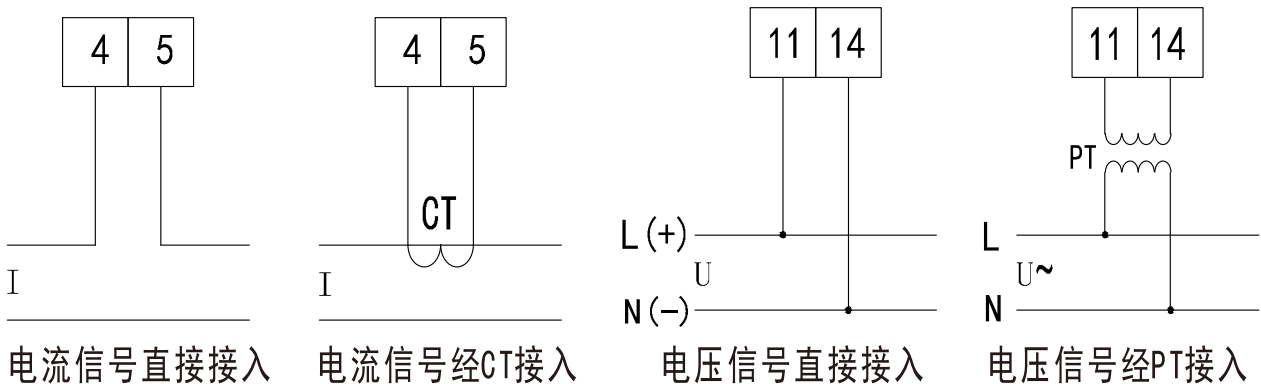 4 5
I
电流信号直接接入
4 5
CT
I
电流信号经CT接入
11 14
L(+)
U
N(-)
电压信号直接接入
11 14
PT
L
U~
N
电压信号经PT接入